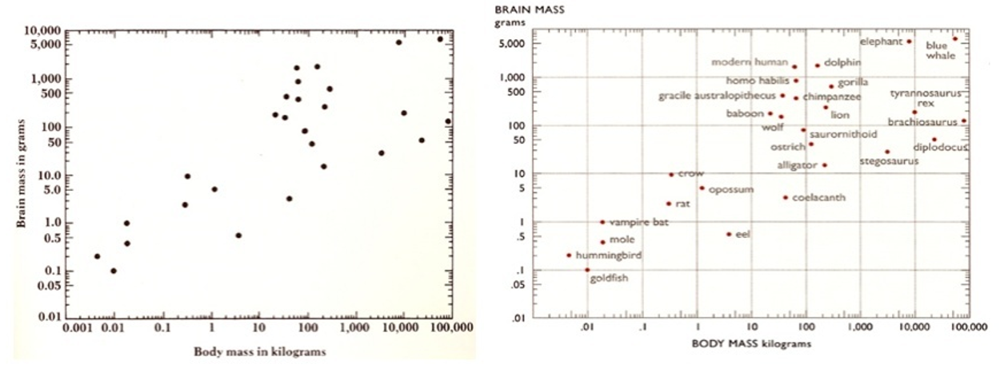 10,000
5,000
1,000
500
100
50
10.0
5.0
1.0
0.5
0.1
0.05
0.01
Brain mass in grams
0.001 0.01 0.1 1 10 100 1,000 10,000 100,000
Body mass in kilograms
BRAIN MASS
grams
5,000
1,000
500
100
50
10
5
1
.5
.1
.05
.01
elephant
blue
whale
modern human
dolphin
homo habilis
gorilla
gracile australopithecus
chimpanzee
tyrannosaurus
rex
baboon
lion
brachiosaurus
wolf
saurornithoid
ostrich
diplodocus
alligator
stegosaurus
crow
opossum
coelacanth
rat
vampire bat
eel
mole
hummingbird
goldfish
.01 .1 1 10 100 1,000 10,000 100,000
BODY MASS kilograms